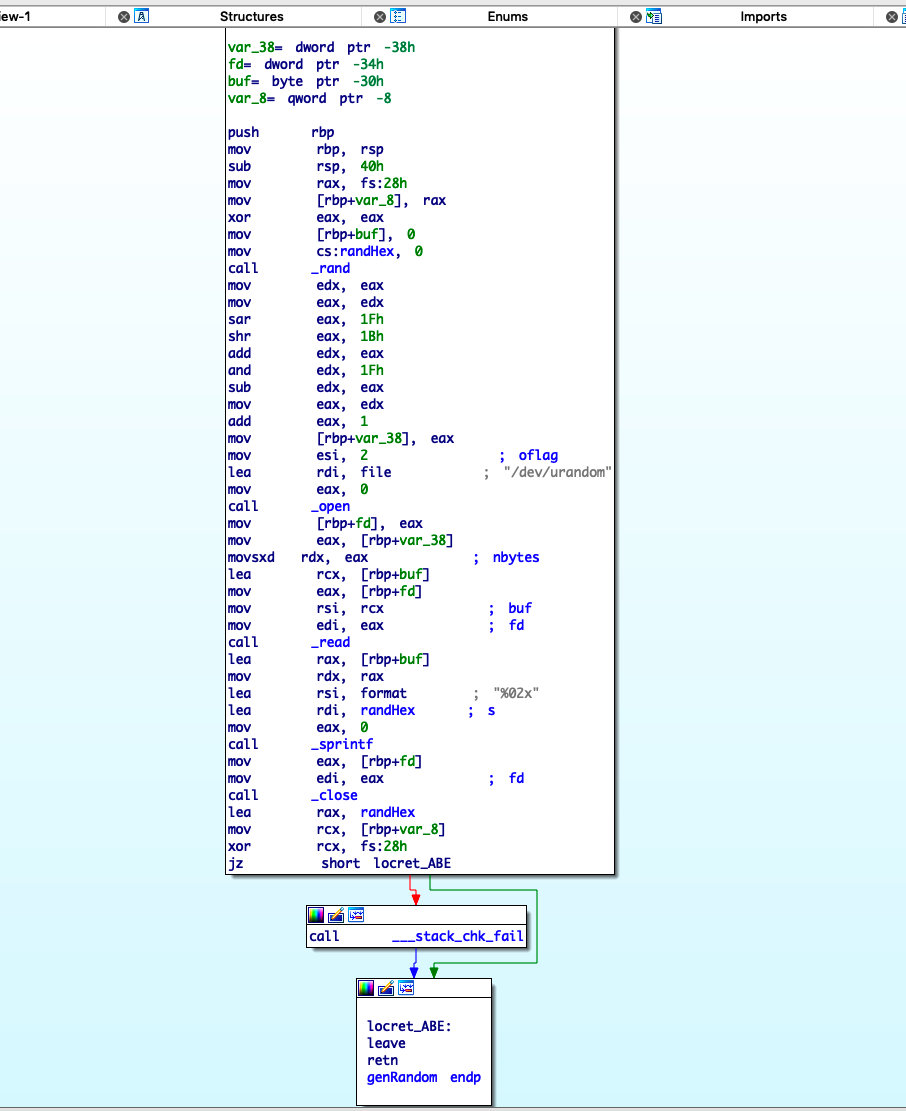 ew-1 Structures Enums Imports
var_38= dword ptr -38h
fd= dword ptr -34h
buf= byte ptr -30h
var_8= qword ptr -8
push rbp
mov rbp, rsp
sub rsp, 40h
mov rax, fs:28h
mov [rbp+var_8], rax
xor eax, eax
mov [rbp+buf], 0
mov cs:randHex, 0
call _rand
mov edx, eax
mov eax, edx
sar eax, 1Fh
shr eax, 1Bh
add edx, eax
and edx, 1Fh
sub edx, eax
mov eax, edx
add eax, 1
mov [rbp+var_38], eax
mov esi, 2 ; oflag
lea rdi, file ; "/dev/urandom"
mov eax, 0
call _open
mov [rbp+fd], eax
mov eax, [rbp+var_38]
movsxd rdx, eax ; nbytes
lea rcx, [rbp+buf]
mov eax, [rbp+fd]
mov rsi, rcx ; buf
mov edi, eax ; fd
call _read
lea rax, [rbp+buf]
mov rdx, rax
lea rsi, format ; "%02x"
lea rdi, randHex ; s
mov eax, 0
call _sprintf
mov eax, [rbp+fd]
mov edi, eax ; fd
call _close
lea rax, randHex
mov rcx, [rbp+var_8]
xor rcx, fs:28h
jz short locret_ABE
call ___stack_chk_fail
locret_ABE:
leave
retn
genRandom endp